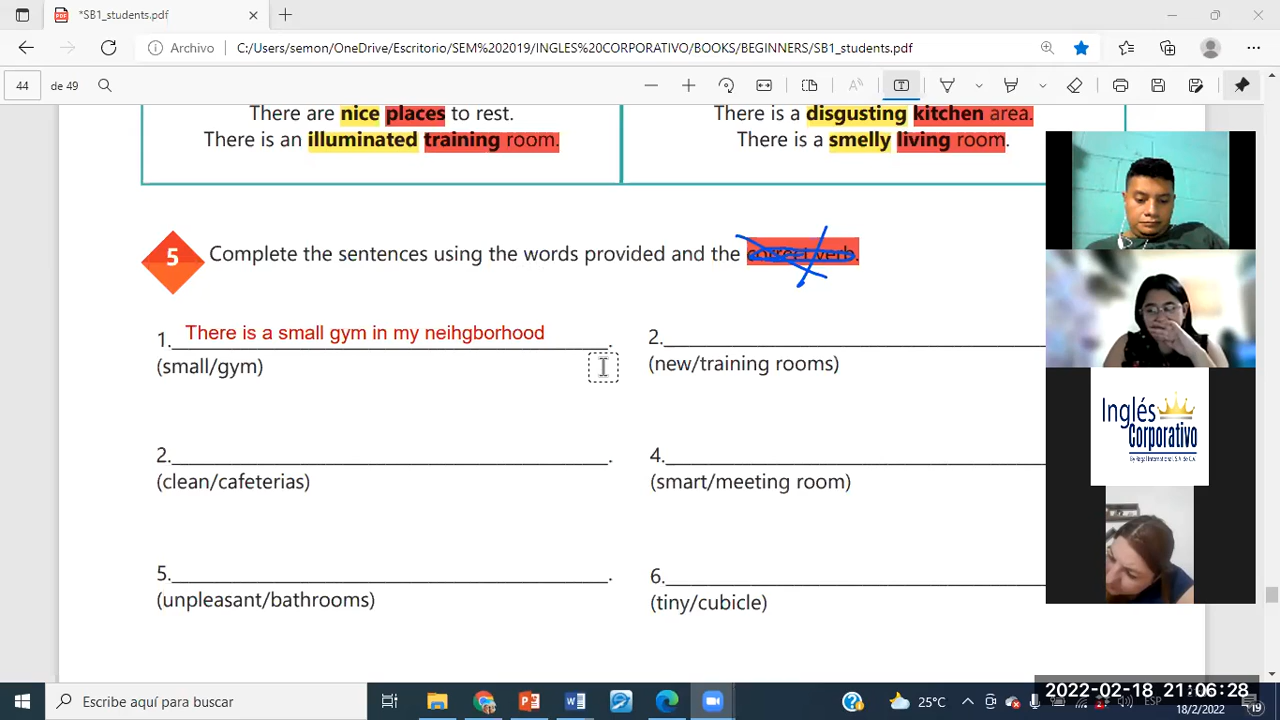 *SB1_students.pdf
Archivo C:/Users/semon/OneDrive/Escritorio/SEM%202019/INGLES%20CORPORATIVO/BOOKS/BEGINNERS/SB1_students.pdf
44 de 49
There are nice places to rest.
There is an illuminated training room.
There is a disgusting kitchen area.
There is a smelly living room.
5 Complete the sentences using the words provided and the correct verb.
1. There is a small gym in my neihgborhood.
(small/gym)
2.
(new/training rooms)
2. .
(clean/cafeterias)
4.
(smart/meeting room)
5. .
(unpleasant/bathrooms)
6.
(tiny/cubicle)
Inglés
Corporativo
Escribe aquí para buscar
25°C
ESP
2022-02-18 21:06:28
18/2/2022